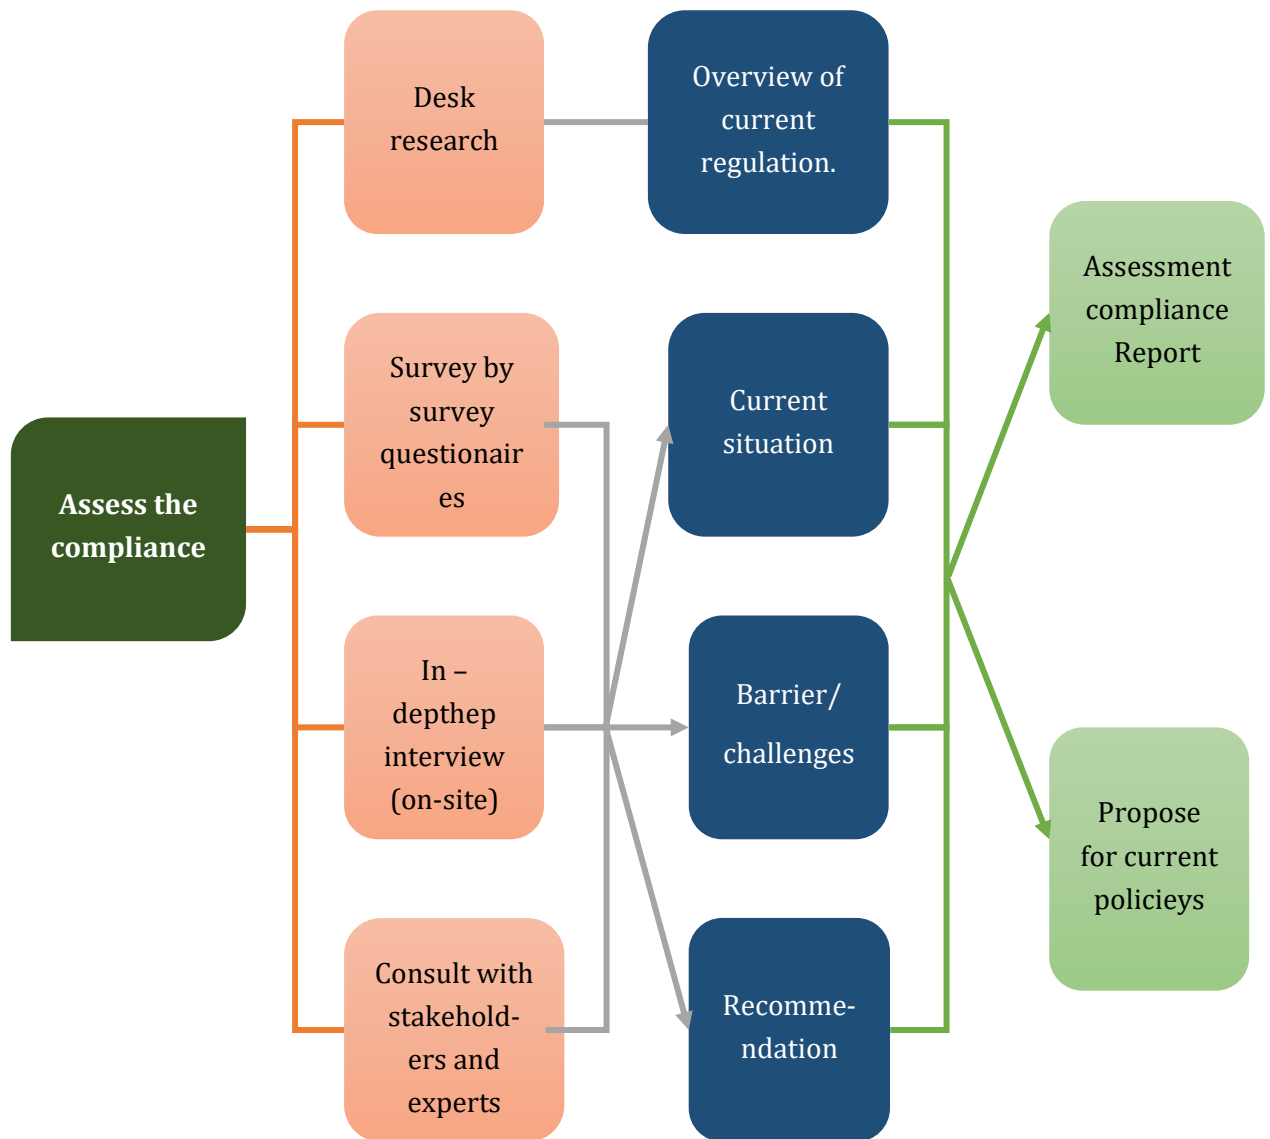 Desk
research
Overview of
current
regulation.
Assessment
compliance
Report
Survey by
survey
questionair
es
Current
situation
Assess the
compliance
In –
depthep
interview
(on-site)
Barrier/
challenges
Propose
for current
policieys
Consult with
stakehold-
ers and
experts
Recomme-
ndation